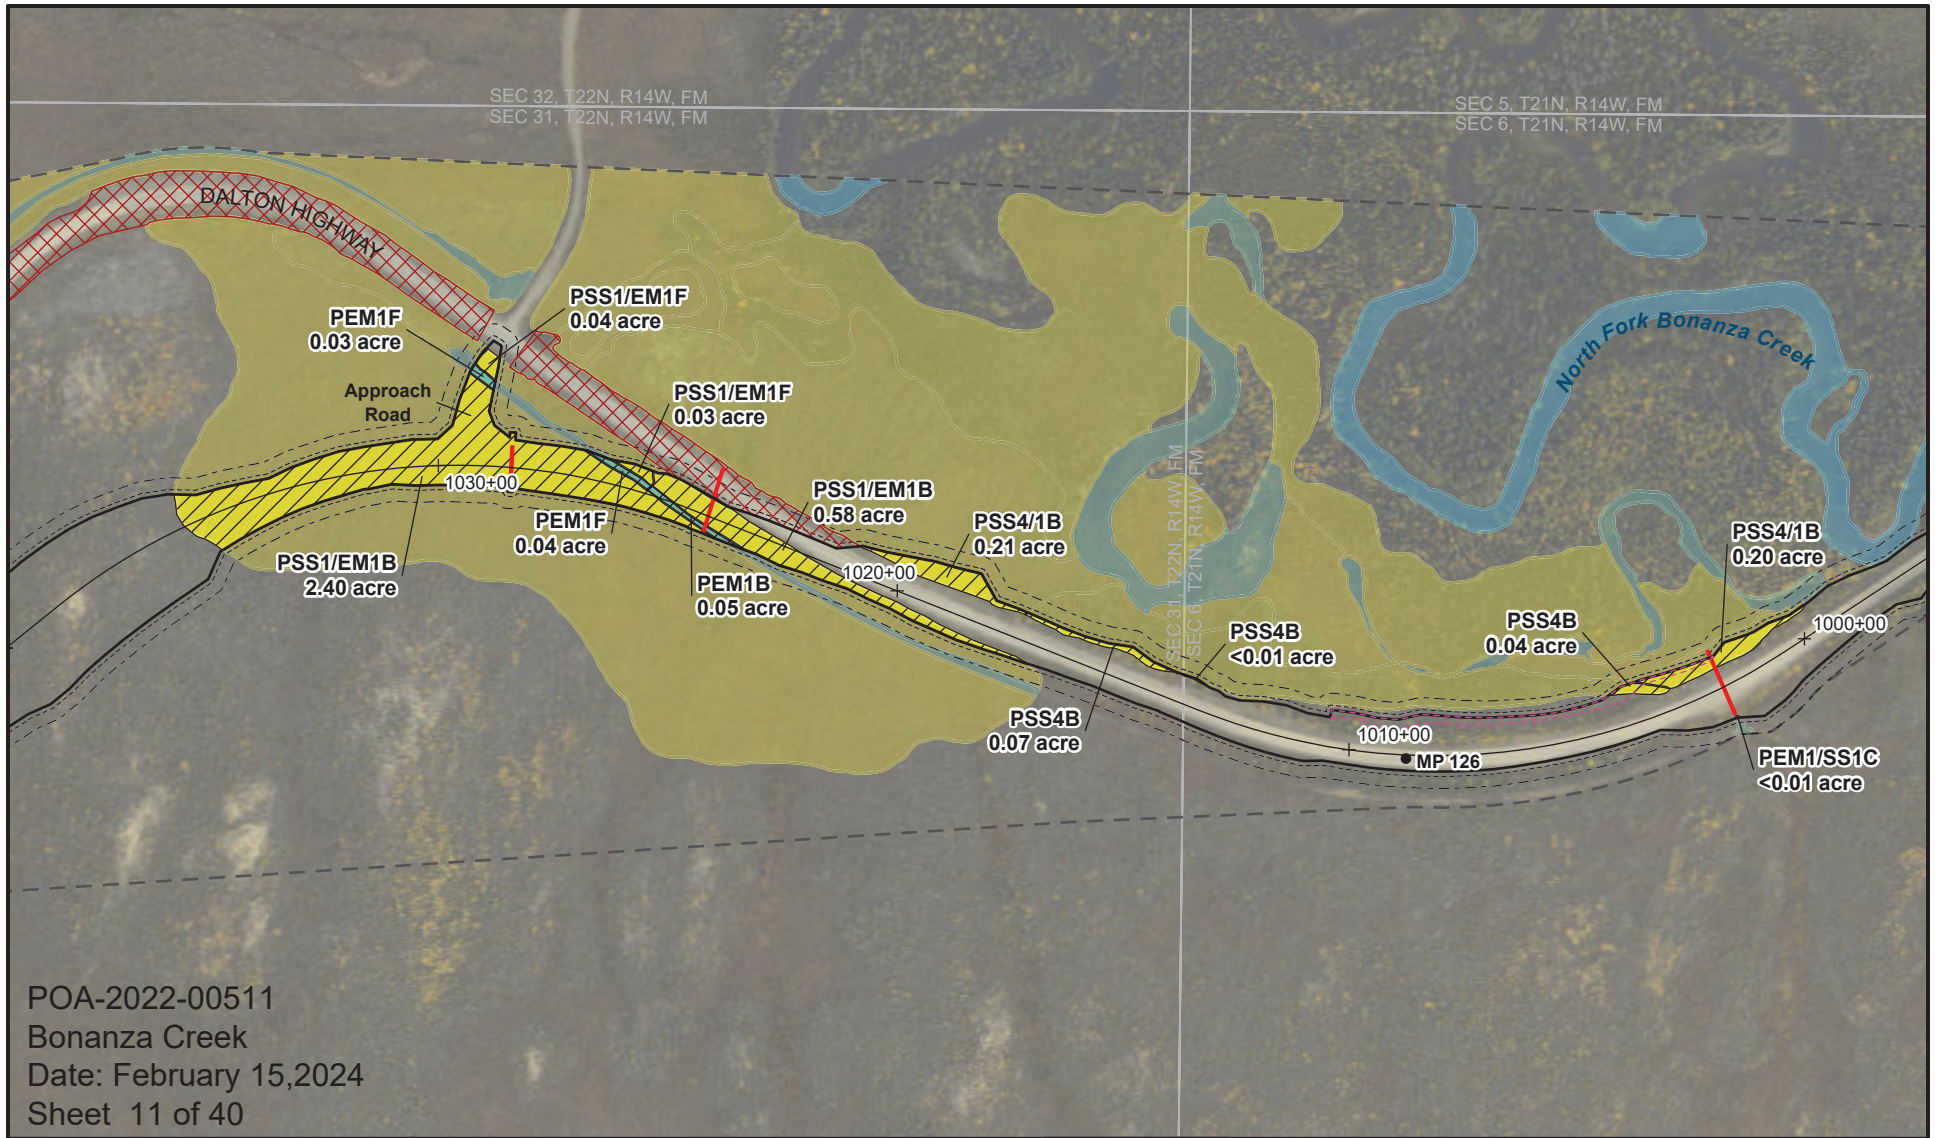 SEC 32, T22N, R14W, FM
SEC 31, T22N, R14W, FM
SEC 5, T21N, R14W, FM
SEC 6, T21N, R14W, FM
DALTON HIGHWAY
PSS1/EM1F
0.04 acre
PEM1F
0.03 acre
North Fork Bonanza Creek
Approach
Road
PSS1/EM1F
0.03 acre
1030+00
PSS1/EM1B
0.58 acre
PEM1F
0.04 acre
PSS4/1B
0.21 acre
SEC 31, T22N, R14W, FM
SEC 6, T21N, R14W, FM
PSS4/1B
0.20 acre
PSS1/EM1B
2.40 acre
PEM1B
0.05 acre
1020+00
PSS4B
<0.01 acre
PSS4B
0.04 acre
1000+00
PSS4B
0.07 acre
1010+00
MP 126
PEM1/SS1C
<0.01 acre
POA-2022-00511
Bonanza Creek
Date: February 15,2024
Sheet 11 of 40